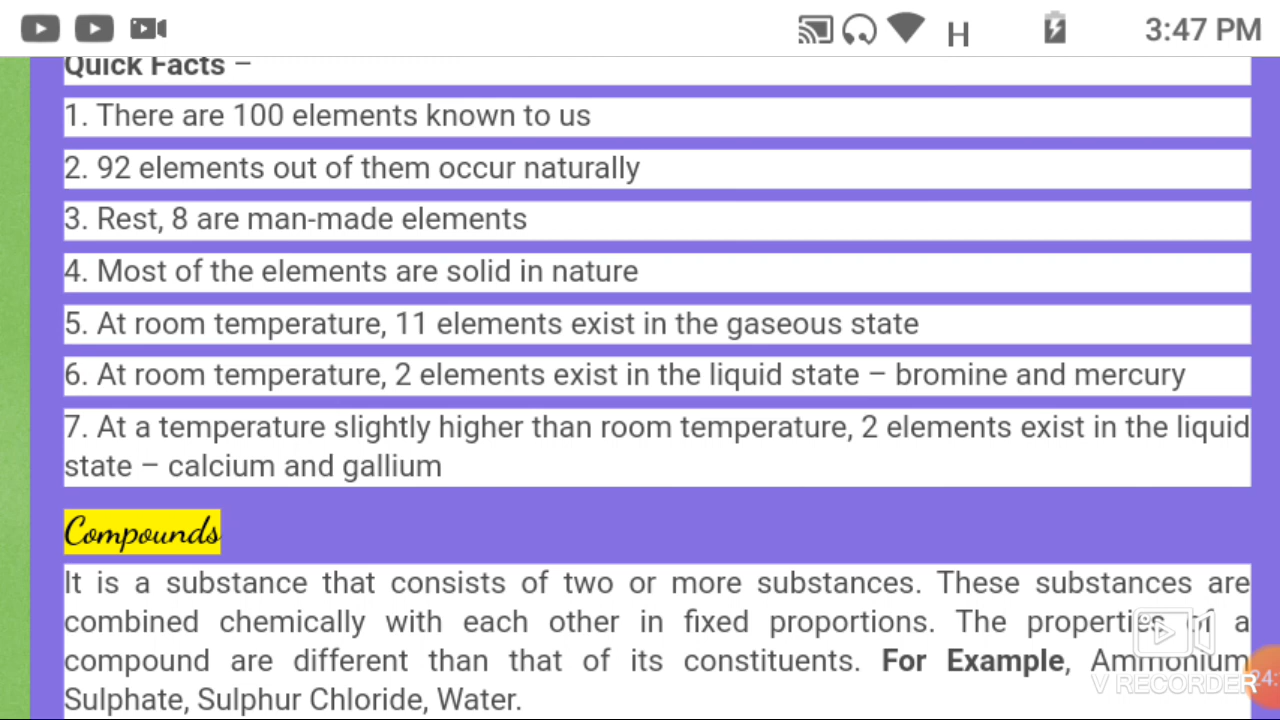 3:47 PM
H
Quick Facts –
1. There are 100 elements known to us
2. 92 elements out of them occur naturally
3. Rest, 8 are man-made elements
4. Most of the elements are solid in nature
5. At room temperature, 11 elements exist in the gaseous state
6. At room temperature, 2 elements exist in the liquid state – bromine and mercury
7. At a temperature slightly higher than room temperature, 2 elements exist in the liquid
state – calcium and gallium
Compounds
It is a substance that consists of two or more substances. These substances are
combined chemically with each other in fixed proportions. The properties of a
compound are different than that of its constituents. For Example, Ammonium
Sulphate, Sulphur Chloride, Water.
V RECORDER